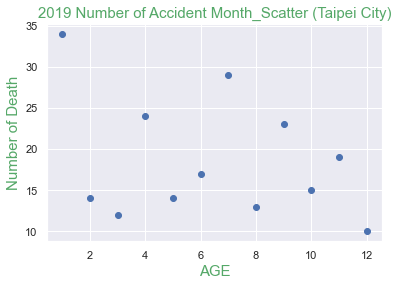 2019 Number of Accident Month_Scatter (Taipei City)
35
30
25
20
15
10
Number of Death
2 4 6 8 10 12
AGE